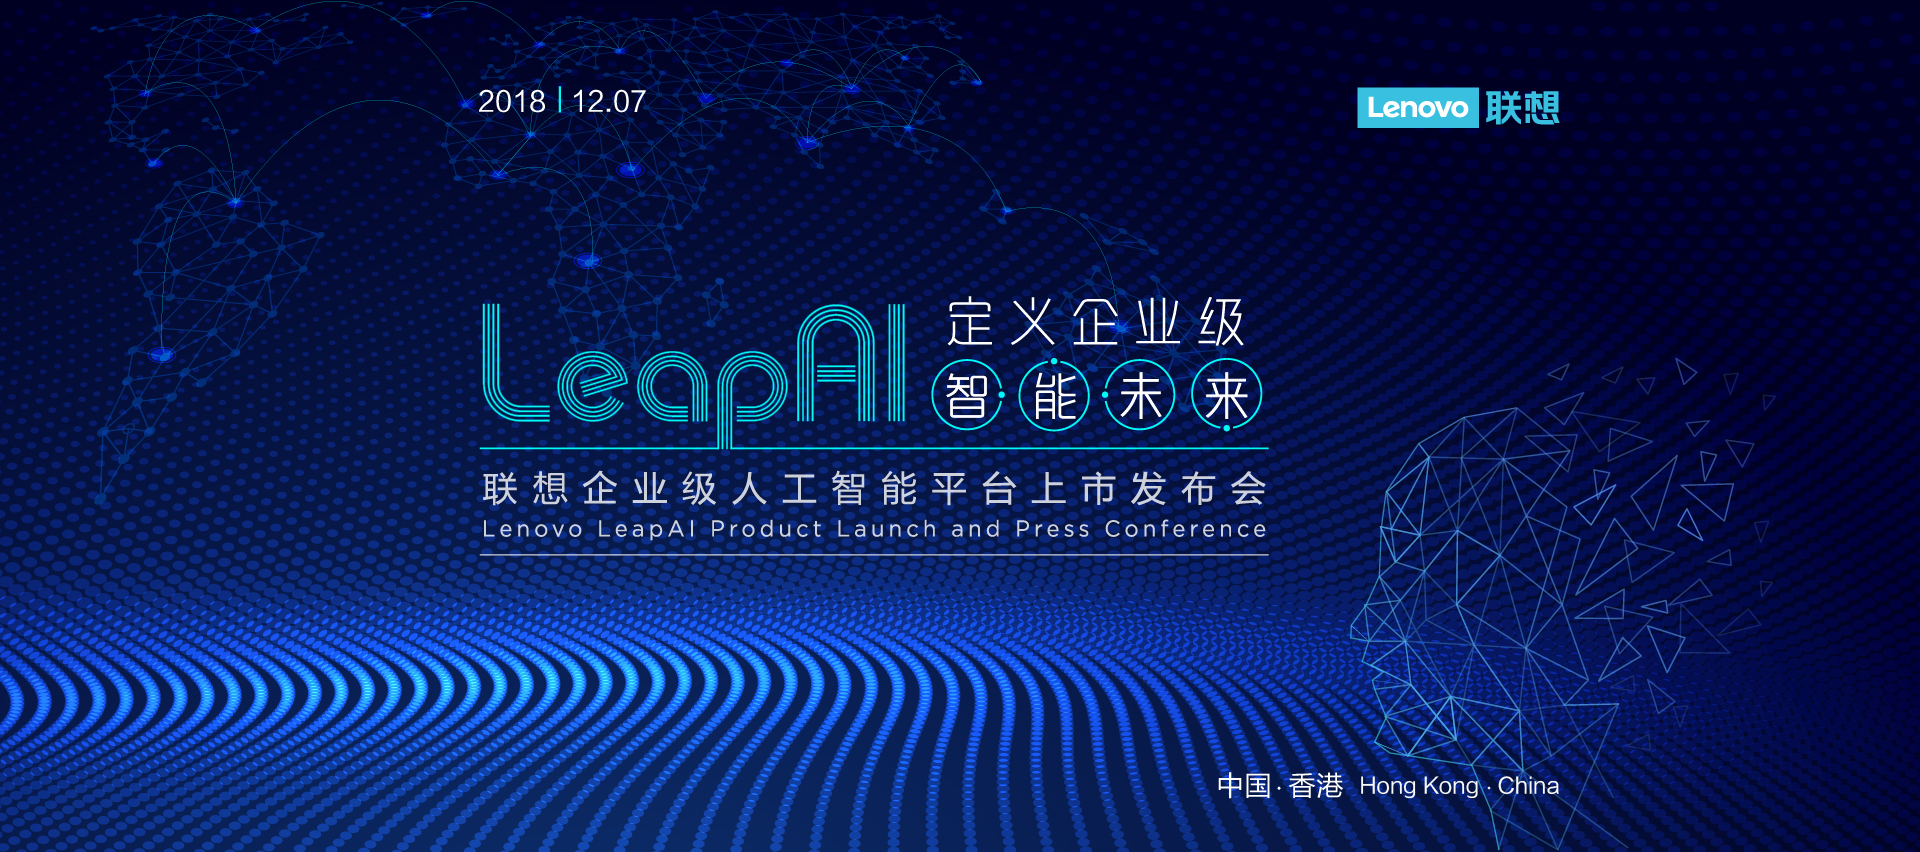 2018 | 12.07
Lenovo 联想
LeapAI 定义企业级
智能未来
联想企业级人工智能平台上市发布会
Lenovo LeapAI Product Launch and Press Conference
中国·香港 Hong Kong · China